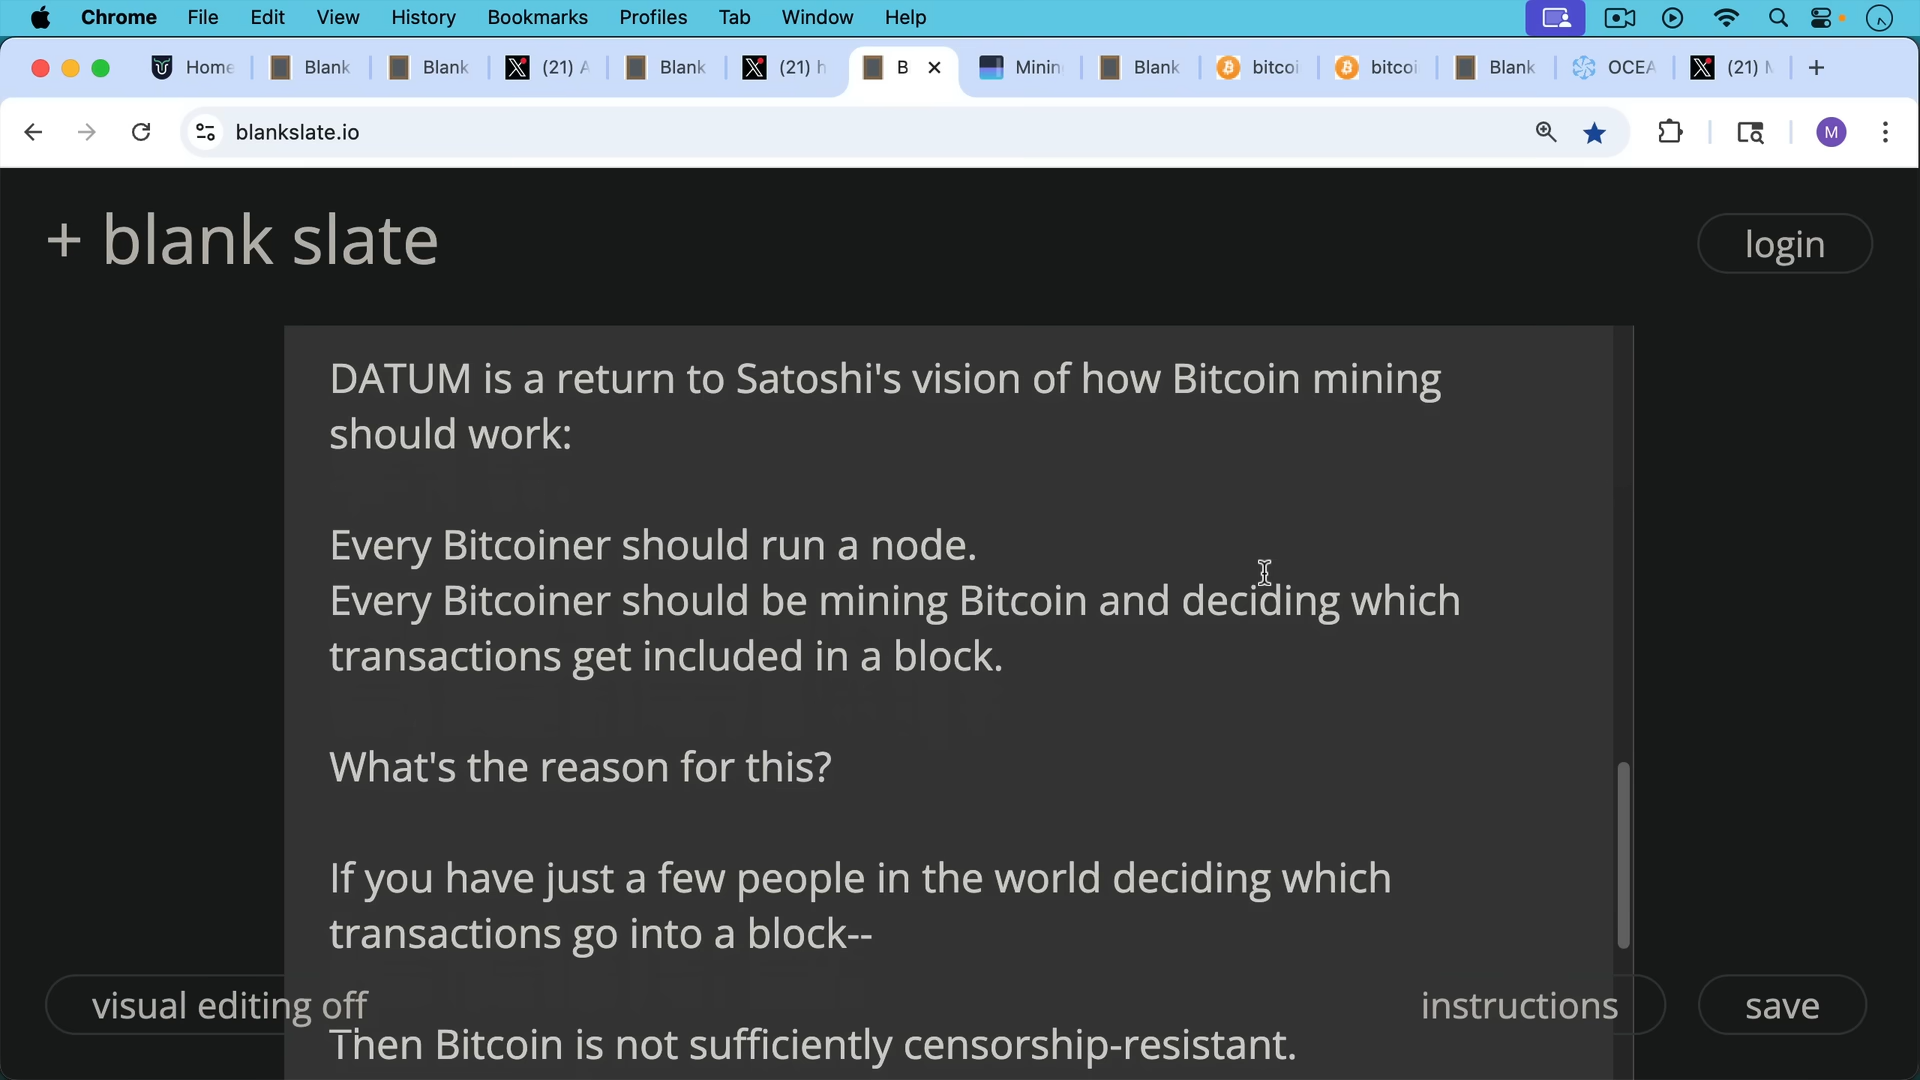 Chrome File Edit View History Bookmarks Profiles Tab Window Help
Home Blank Blank (21) A Blank (21) h B Minin Blank bitcoi bitcoi Blank OCEA (21)
blankslate.io M
+ blank slate
login
DATUM is a return to Satoshi's vision of how Bitcoin mining
should work:
Every Bitcoiner should run a node.
Every Bitcoiner should be mining Bitcoin and deciding which
transactions get included in a block.
What's the reason for this?
If you have just a few people in the world deciding which
transactions go into a block--
visual editing off
instructions
save
Then Bitcoin is not sufficiently censorship-resistant.